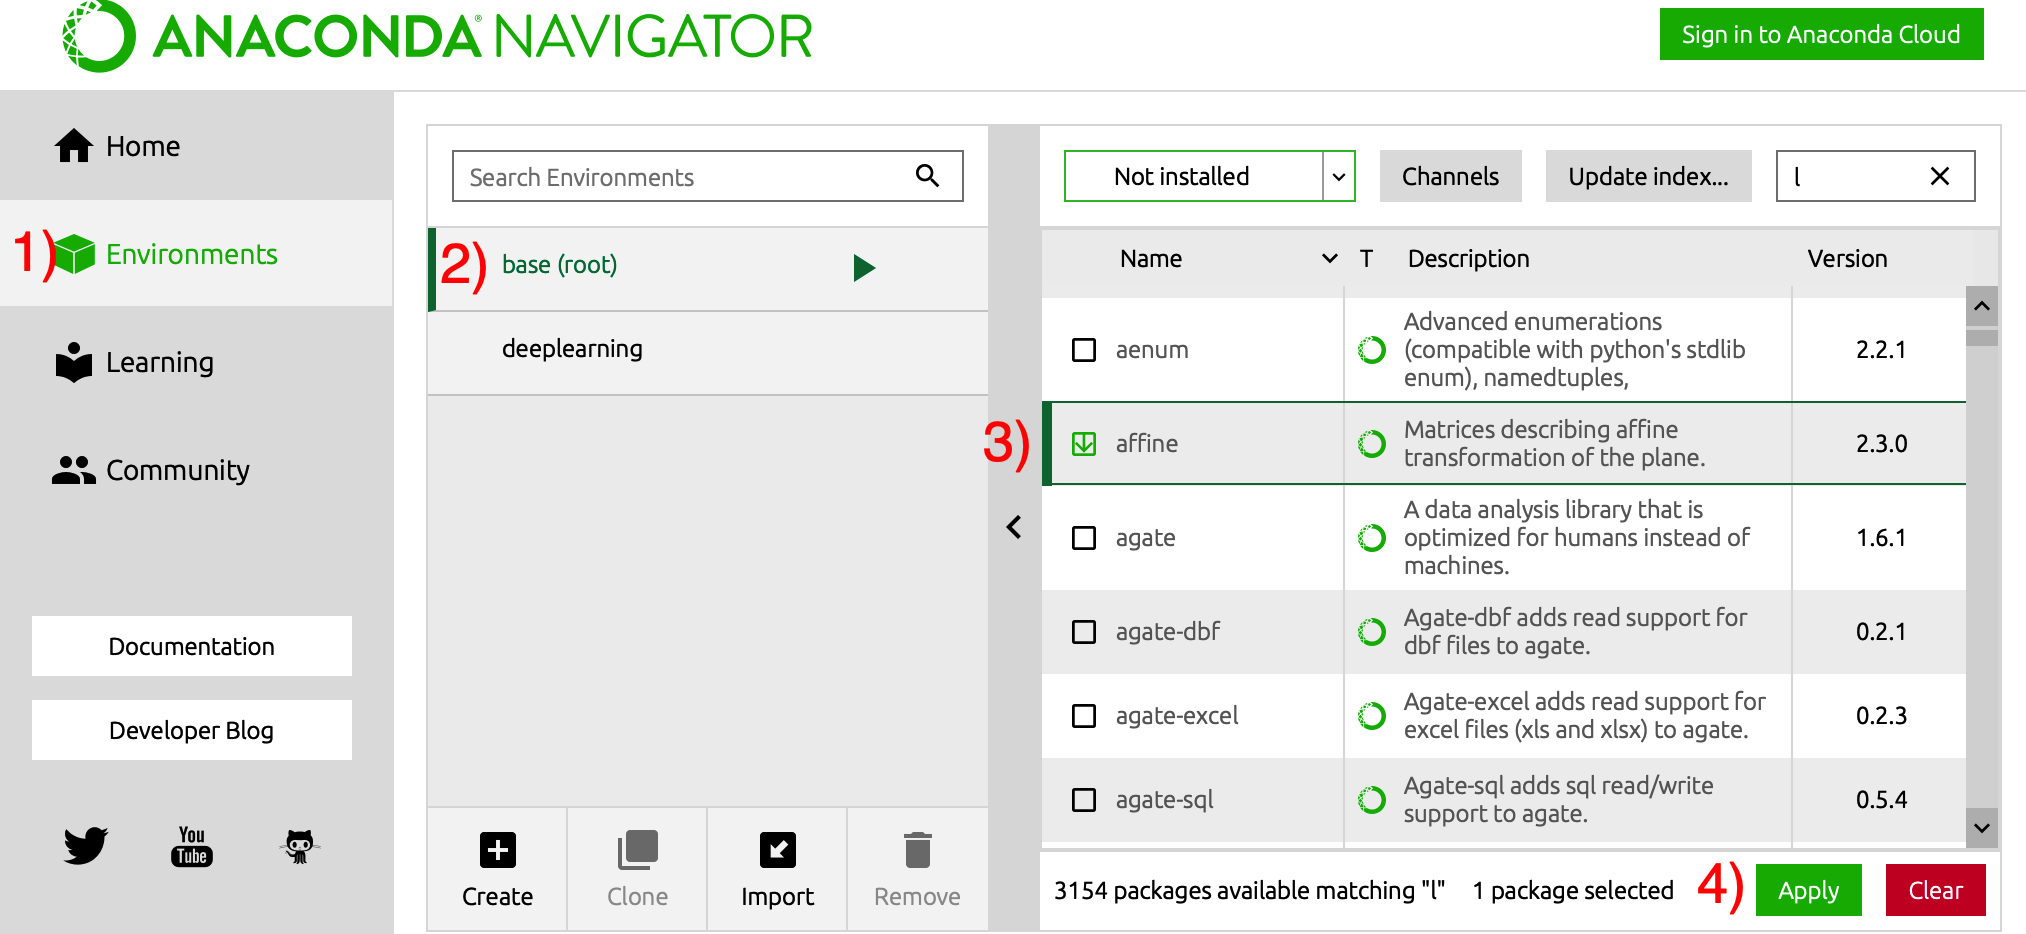 ANACONDA® NAVIGATOR
Sign in to Anaconda Cloud
Home
1) Environments
Learning
Community
Documentation
Developer Blog
You
Tube
Search Environments
2) base (root)
deeplearning
Create
Clone
Import
Remove
Not installed
Channels
Update index...
l
Name
T
Description
Version
aenum
Advanced enumerations
(compatible with python's stdlib
enum), namedtuples,
2.2.1
3)
affine
Matrices describing affine
transformation of the plane.
2.3.0
agate
A data analysis library that is
optimized for humans instead of
machines.
1.6.1
agate-dbf
Agate-dbf adds read support for
dbf files to agate.
0.2.1
agate-excel
Agate-excel adds read support for
excel files (xls and xlsx) to agate.
0.2.3
agate-sql
Agate-sql adds sql read/write
support to agate.
0.5.4
3154 packages available matching "l"
1 package selected
4) Apply
Clear